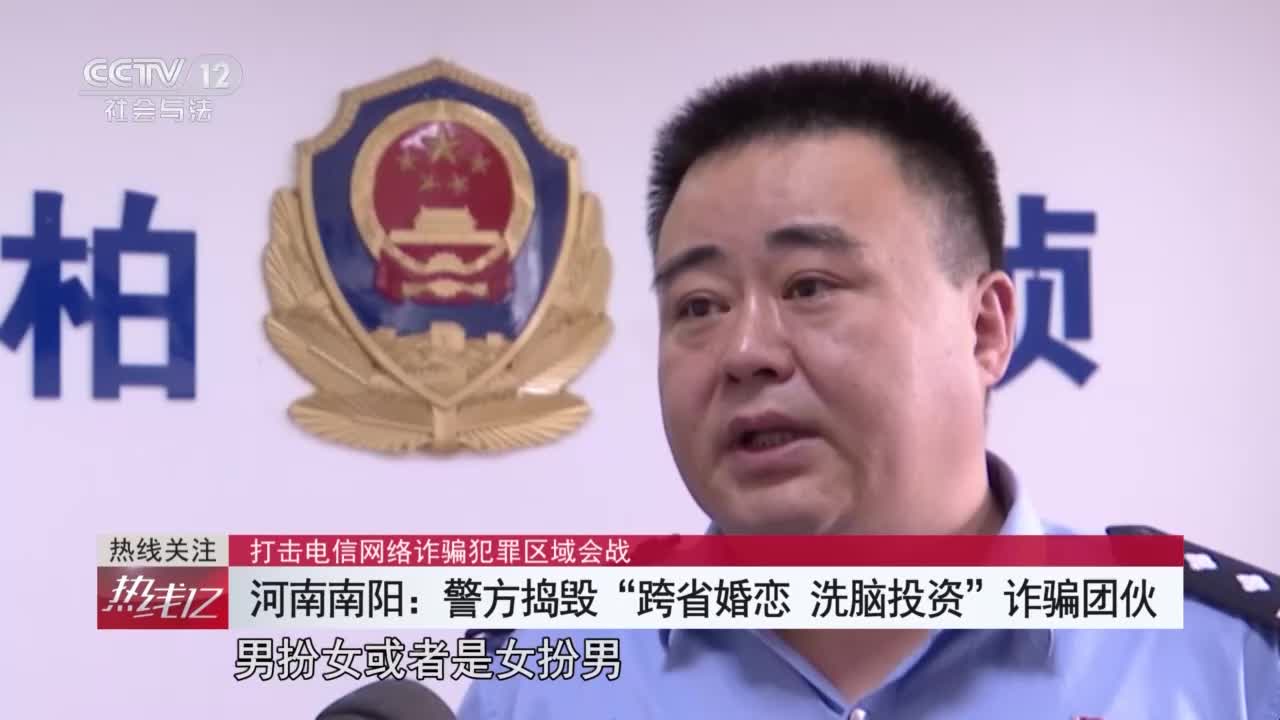 CCTV 12
社会与法
柏
侦
热线关注
打击电信网络诈骗犯罪区域会战
热线12
河南南阳：警方捣毁“跨省婚恋 洗脑投资”诈骗团伙
男扮女或者是女扮男